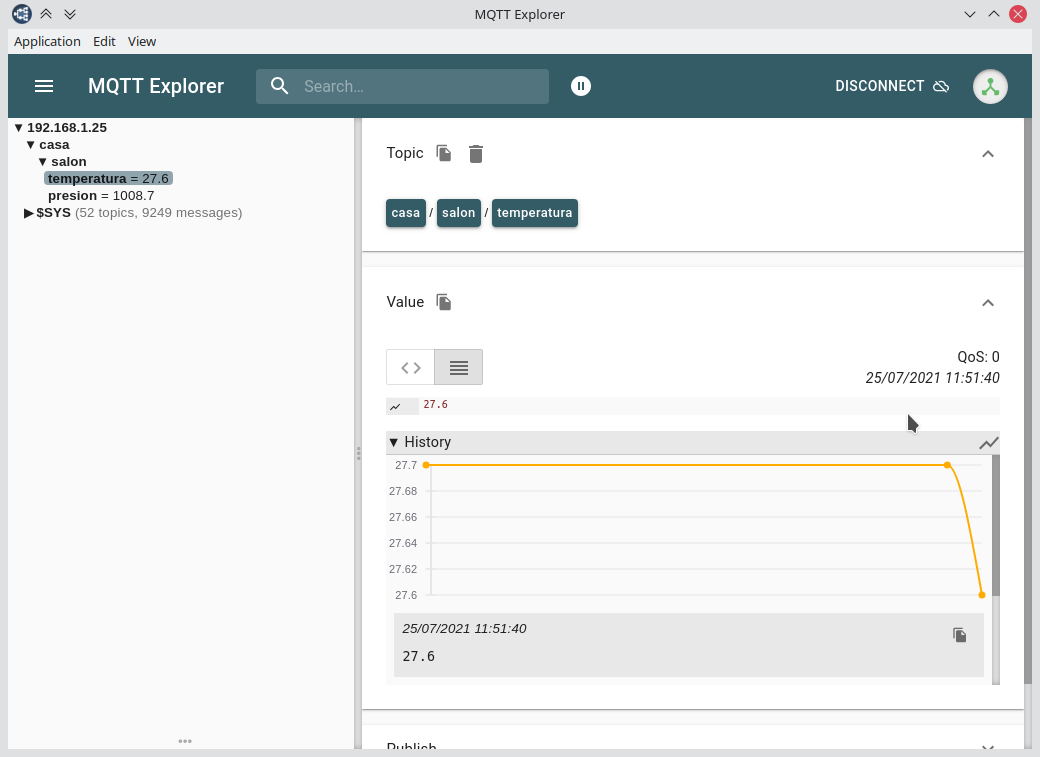 MQTT Explorer
Application Edit View
MQTT Explorer
Search…
DISCONNECT
▼ 192.168.1.25
▼ casa
▼ salon
temperatura = 27.6
presion = 1008.7
▶ $SYS (52 topics, 9249 messages)
Topic
casa / salon / temperatura
Value
QoS: 0
25/07/2021 11:51:40
27.6
▼ History
27.7
27.68
27.66
27.64
27.62
27.6
25/07/2021 11:51:40
27.6
Publish